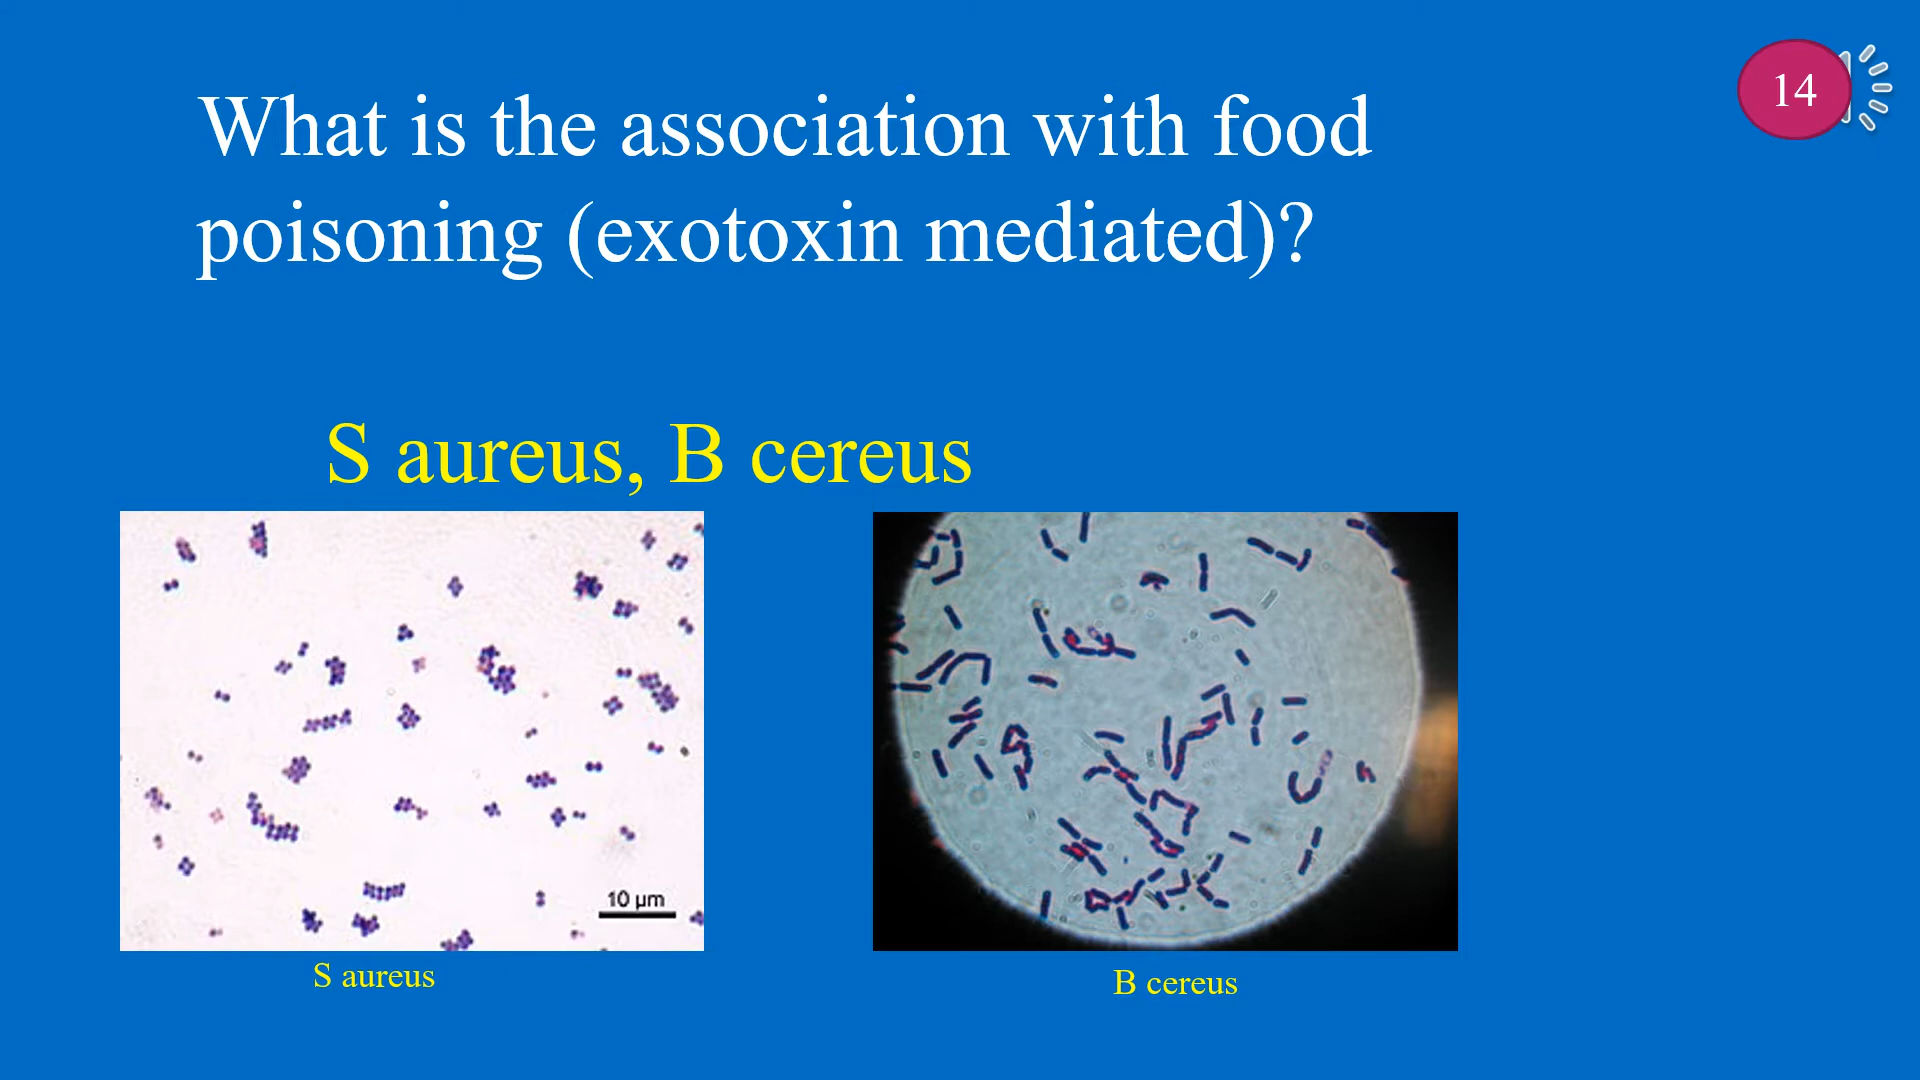 14
What is the association with food
poisoning (exotoxin mediated)?
S aureus, B cereus
10 µm
S aureus
B cereus